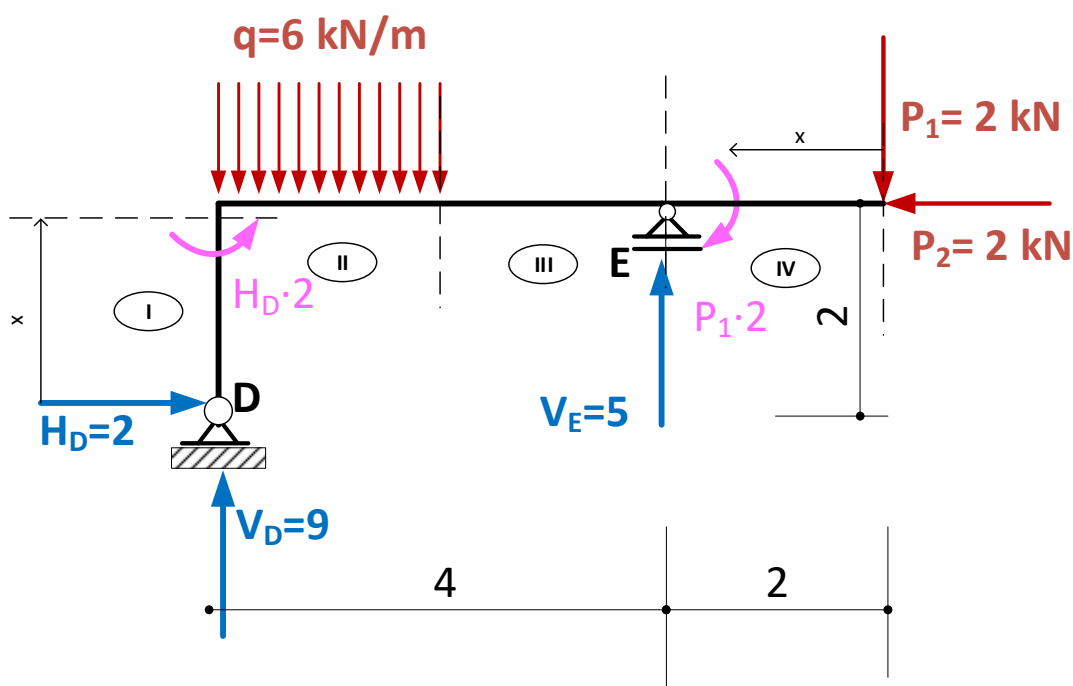 q=6 kN/m
P₁= 2 kN
x
P₂= 2 kN
II
III
E
IV
H_D·2
I
P₁·2
2
x
D
V_E=5
H_D=2
V_D=9
4
2